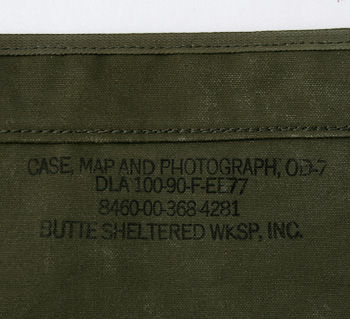 CASE, MAP AND PHOTOGRAPH, OD-7
DLA 100-90-F-EE77
8460-00-368-4281
BUTTE SHELTERED WKSP, INC.